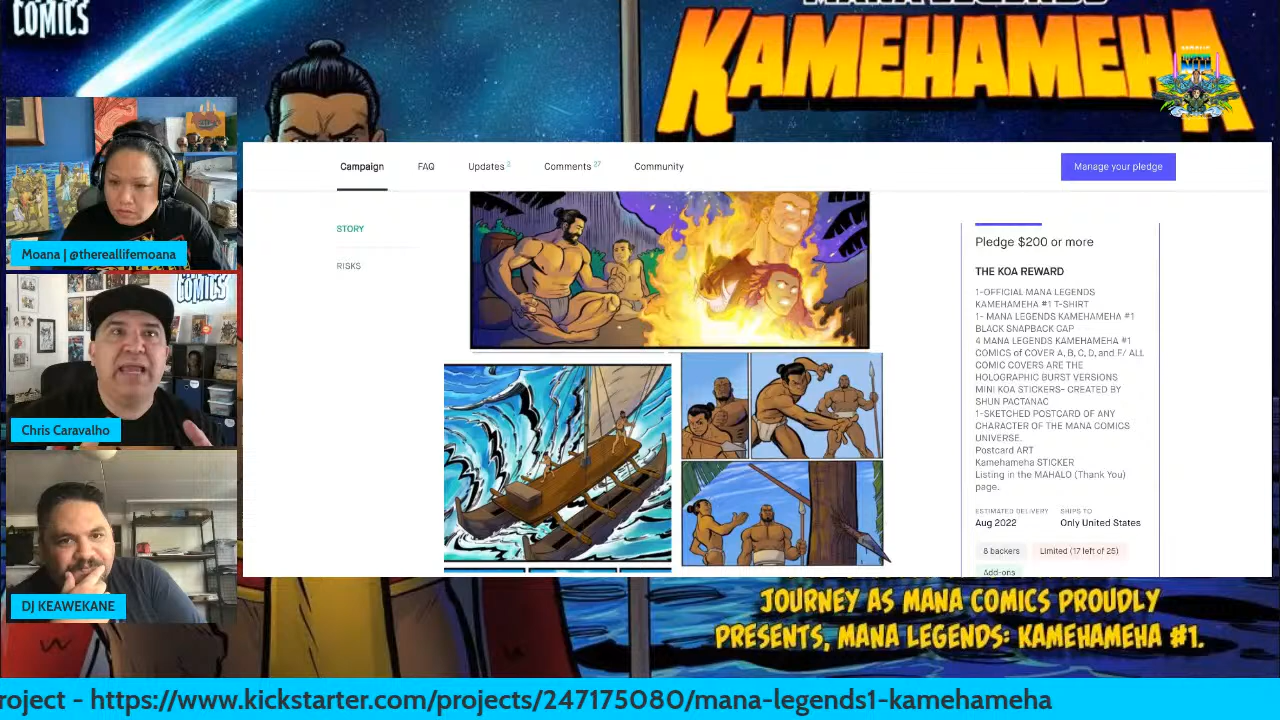 COMICS
MANA LEGENDS
KAMEHAMEHA
Campaign
FAQ
Updates 2
Comments 27
Community
Manage your pledge
STORY
RISKS
Pledge $200 or more
THE KOA REWARD
1-OFFICIAL MANA LEGENDS
KAMEHAMEHA #1 T-SHIRT
1- MANA LEGENDS KAMEHAMEHA #1
BLACK SNAPBACK CAP
4 MANA LEGENDS KAMEHAMEHA #1
COMICS of COVER A, B, C, D, and F/ ALL
COMIC COVERS ARE THE
HOLOGRAPHIC BURST VERSIONS
MINI KOA STICKERS- CREATED BY
SHUN PACTANAC
1-SKETCHED POSTCARD OF ANY
CHARACTER OF THE MANA COMICS
UNIVERSE.
Postcard ART
Kamehameha STICKER
Listing in the MAHALO (Thank You)
page.
ESTIMATED DELIVERY
SHIPS TO
Aug 2022
Only United States
8 backers
Limited (17 left of 25)
Add-ons
Moana | @thereallifemoana
COMICS
Chris Caravalho
DJ KEAWEKANE
JOURNEY AS MANA COMICS PROUDLY
PRESENTS, MANA LEGENDS: KAMEHAMEHA #1.
roject - https://www.kickstarter.com/projects/247175080/mana-legends1-kamehameha